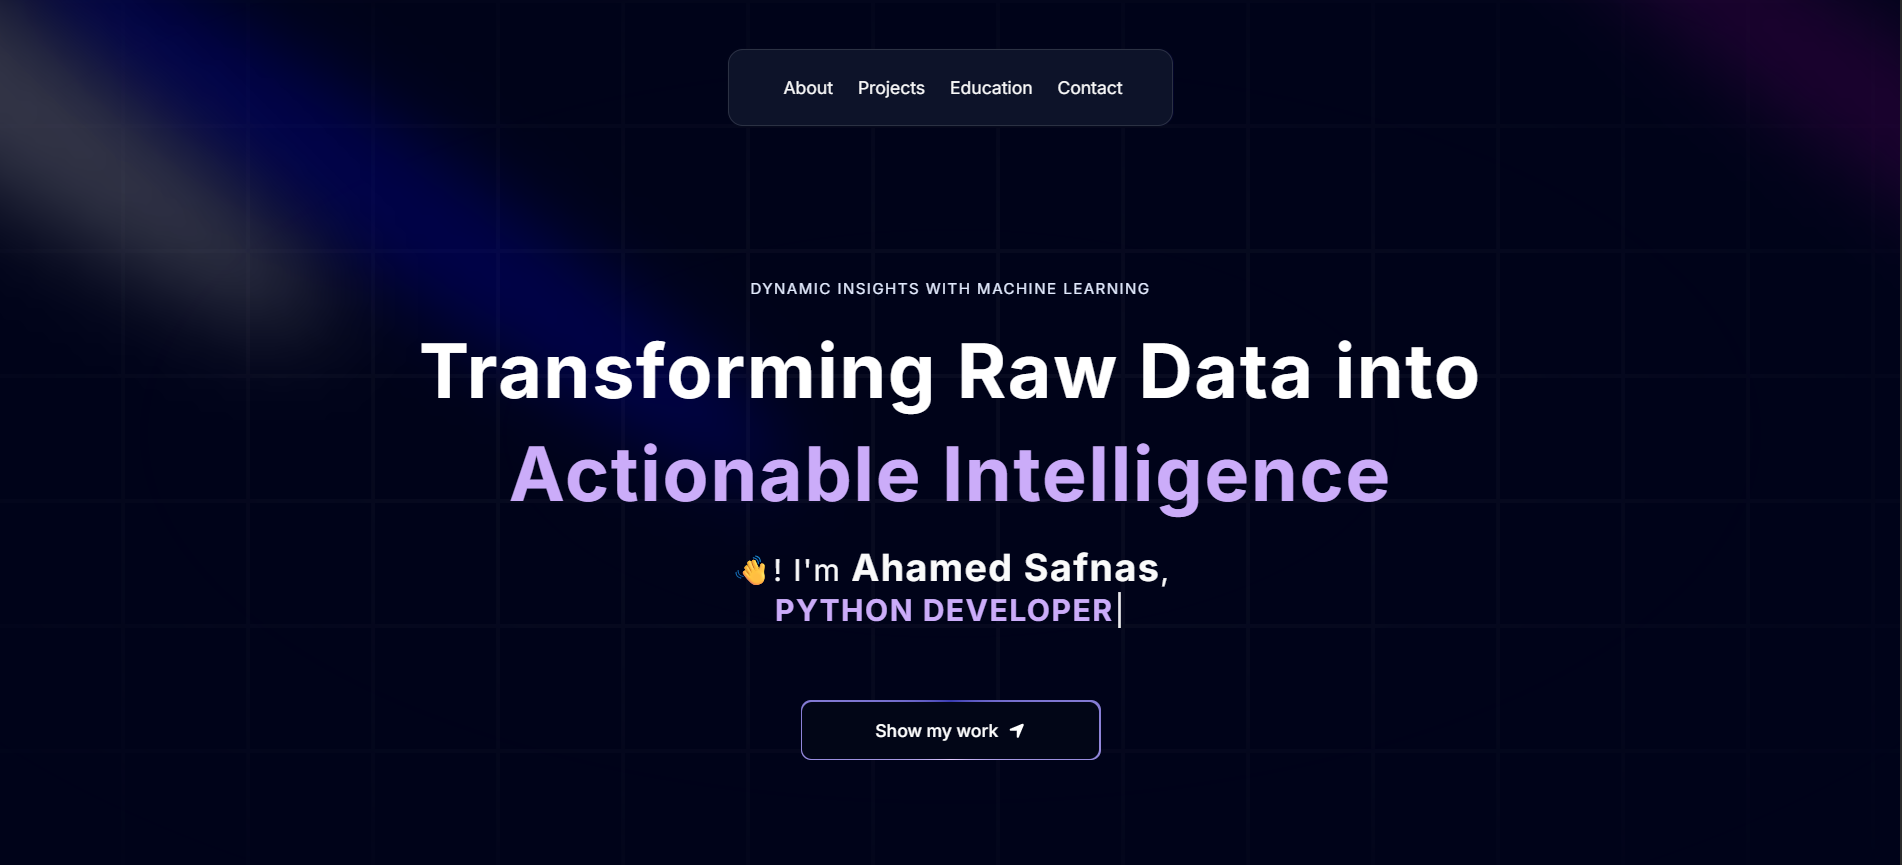 About Projects Education Contact
DYNAMIC INSIGHTS WITH MACHINE LEARNING
Transforming Raw Data into
Actionable Intelligence
👋! I'm Ahamed Safnas,
PYTHON DEVELOPER
Show my work